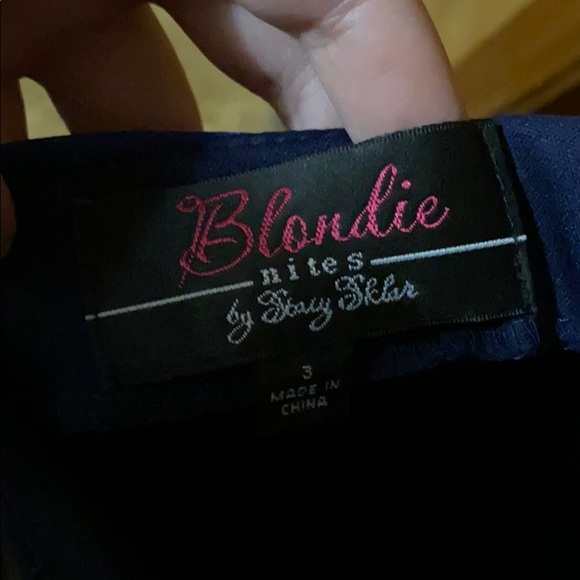 Blondie
nites
by Stacy Sklar
3
MADE IN
CHINA